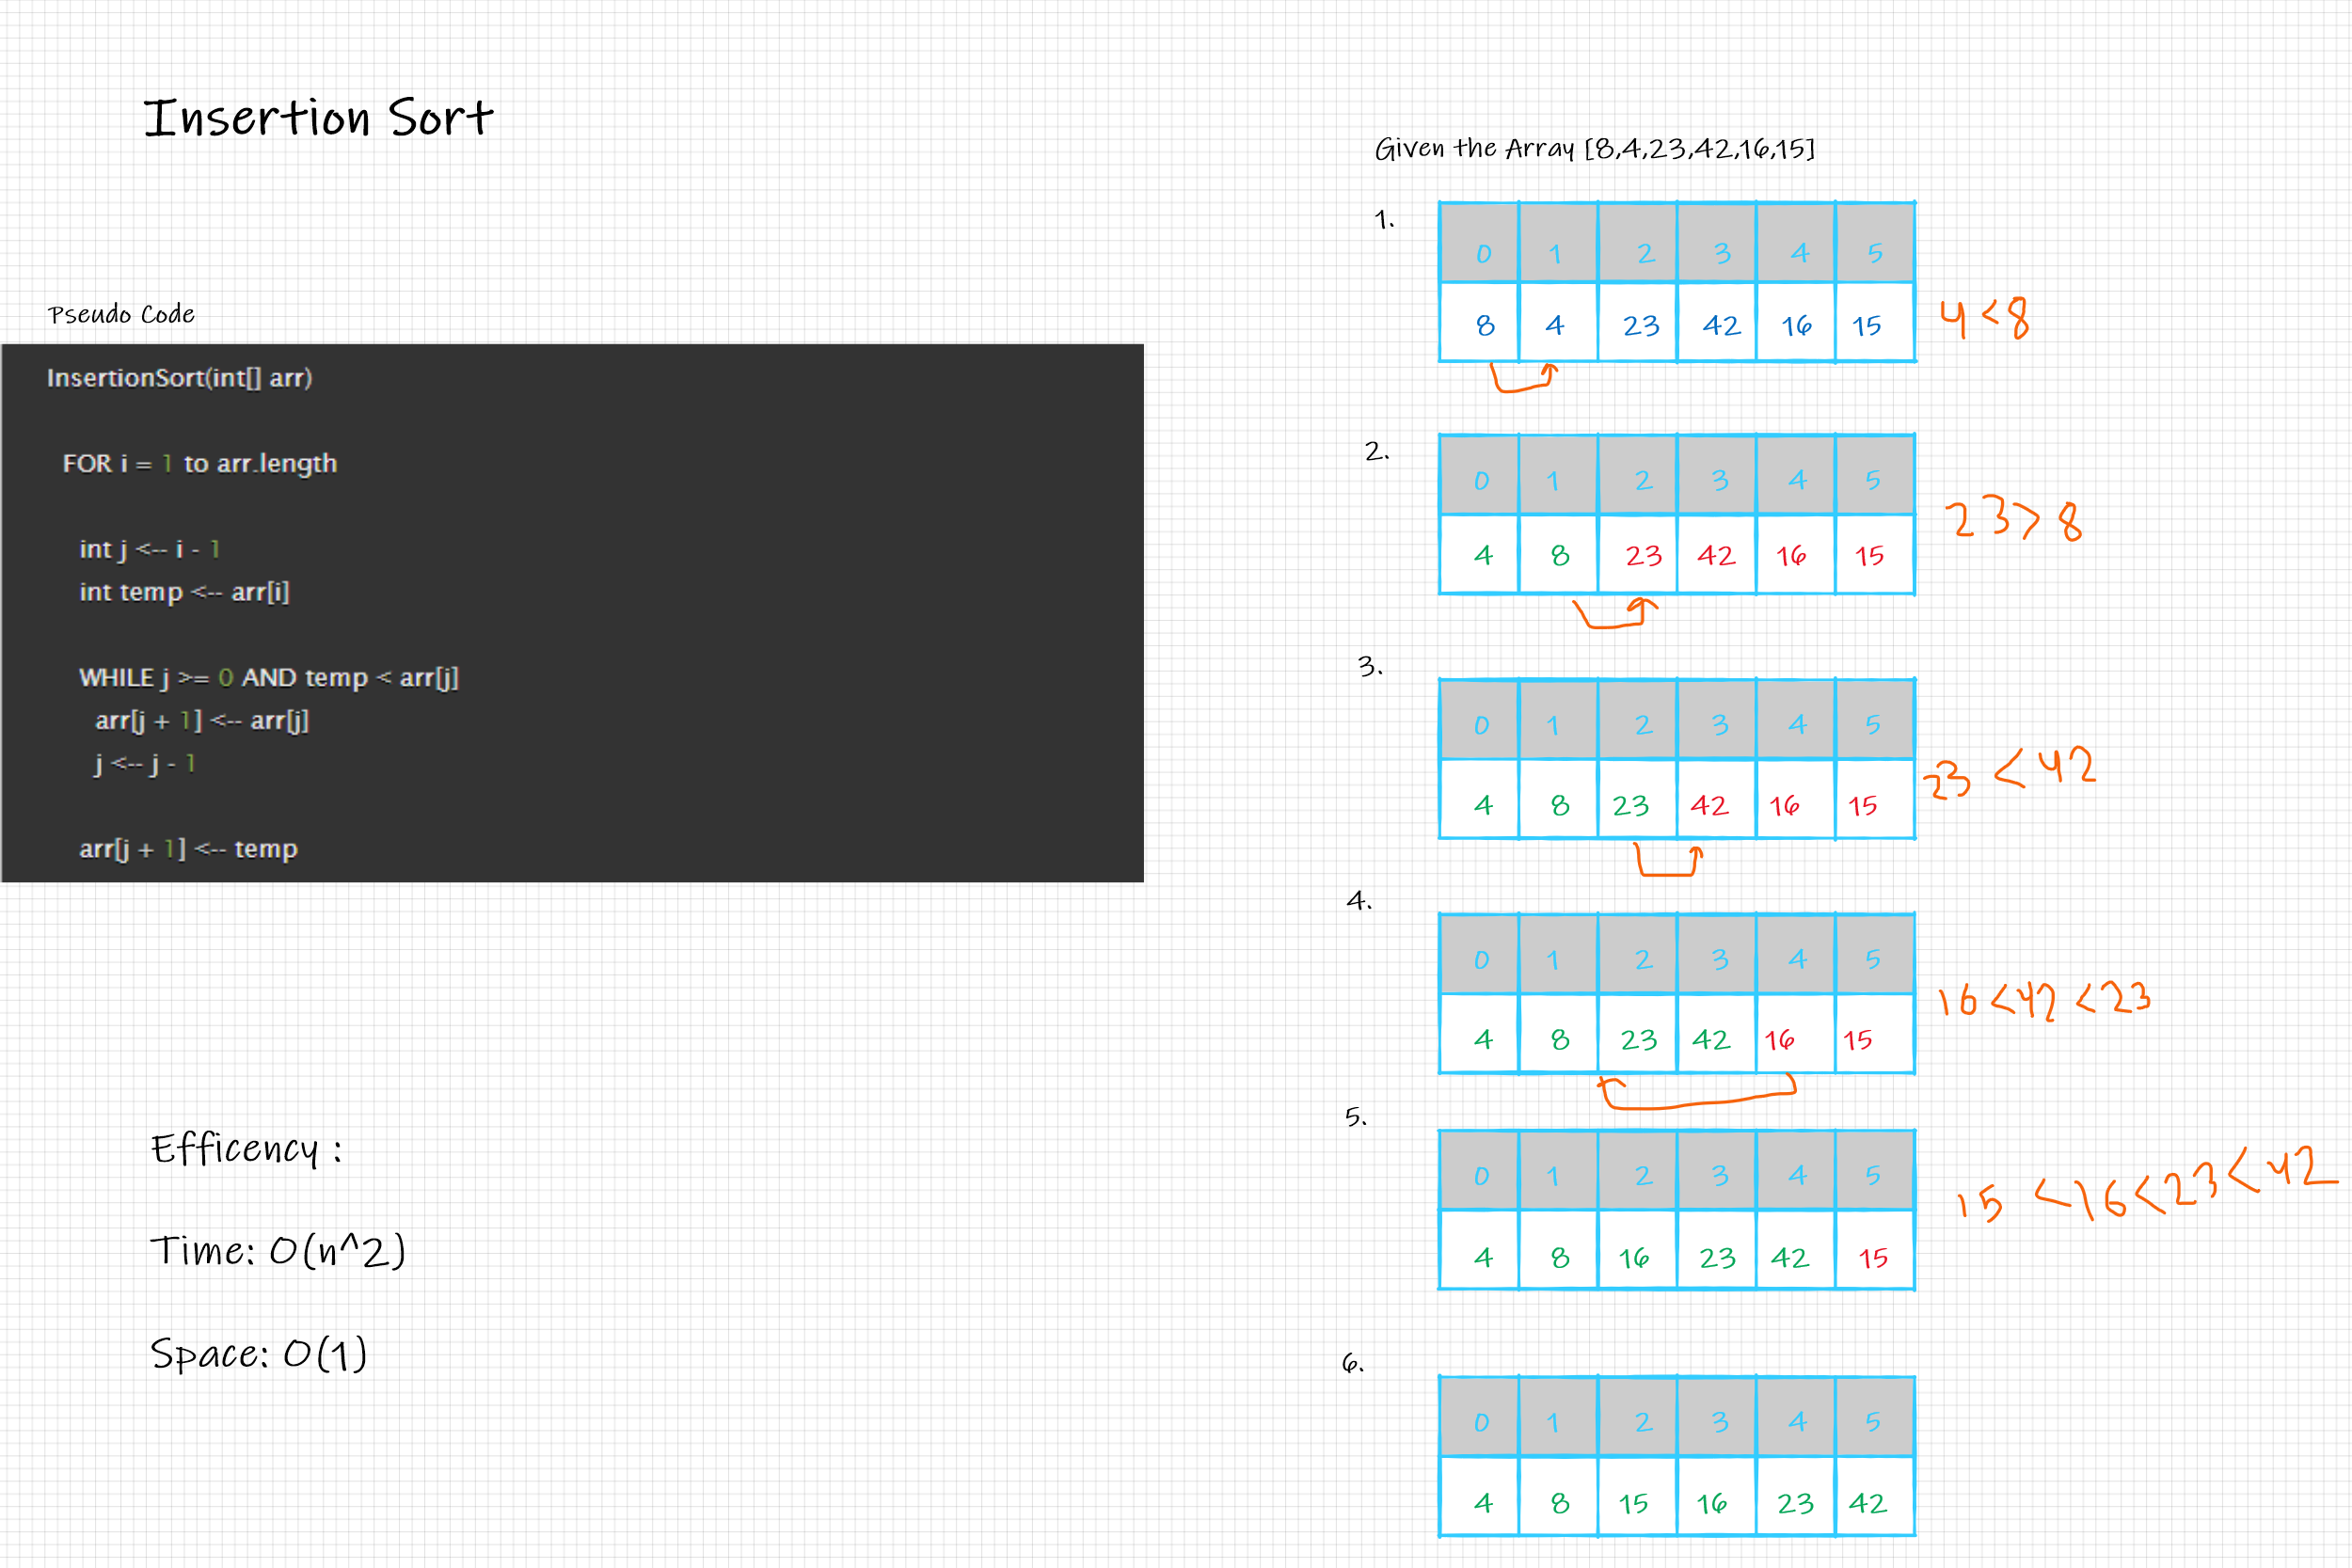 Insertion Sort
Pseudo Code
InsertionSort(int[] arr)
FOR i = 1 to arr.length
int j <-- i - 1
int temp <-- arr[i]
WHILE j >= 0 AND temp < arr[j]
arr[j + 1] <-- arr[j]
j <-- j - 1
arr[j + 1] <-- temp
Efficency :
Time: O(n^2)
Space: O(1)
Given the Array [8,4,23,42,16,15]
1.
0 1 2 3 4 5
8 4 23 42 16 15 4<8
2.
0 1 2 3 4 5
4 8 23 42 16 15 23>8
3.
0 1 2 3 4 5
4 8 23 42 16 15 23<42
4.
0 1 2 3 4 5
4 8 23 42 16 15 16<42<23
5.
0 1 2 3 4 5
4 8 16 23 42 15 15<16<23<42
6.
0 1 2 3 4 5
4 8 15 16 23 42